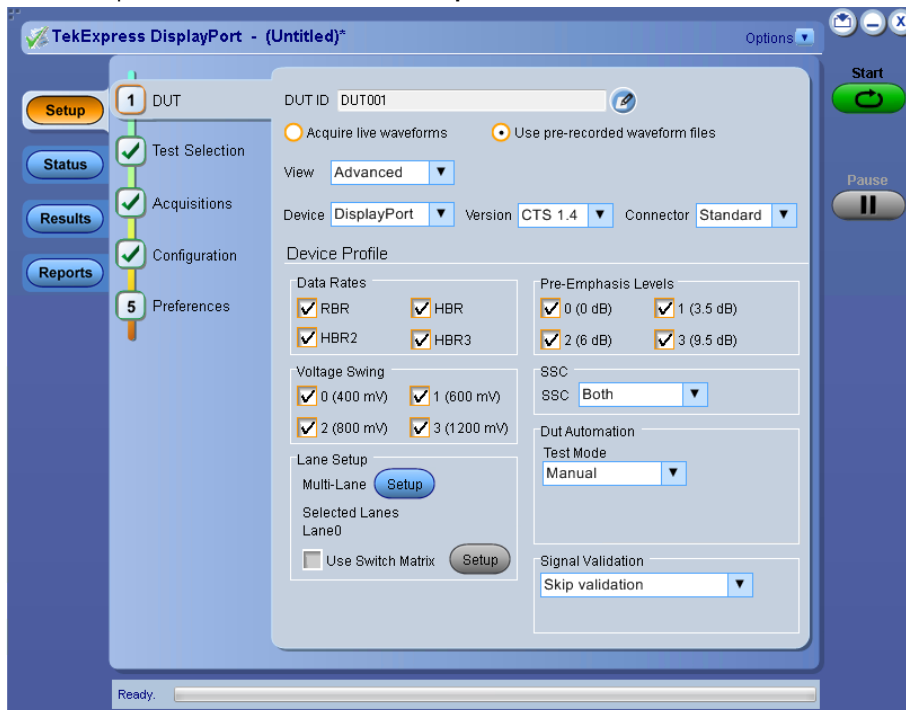 TekExpress DisplayPort - (Untitled)*
Options
Start
Pause
Setup
Status
Results
Reports
1 DUT
Test Selection
Acquisitions
Configuration
5 Preferences
DUT ID DUT001
Acquire live waveforms Use pre-recorded waveform files
View Advanced
Device DisplayPort Version CTS 1.4 Connector Standard
Device Profile
Data Rates
RBR HBR
HBR2 HBR3
Voltage Swing
0 (400 mV) 1 (600 mV)
2 (800 mV) 3 (1200 mV)
Lane Setup
Multi-Lane Setup
Selected Lanes
Lane0
Use Switch Matrix Setup
Pre-Emphasis Levels
0 (0 dB) 1 (3.5 dB)
2 (6 dB) 3 (9.5 dB)
SSC
SSC Both
Dut Automation
Test Mode
Manual
Signal Validation
Skip validation
Ready.